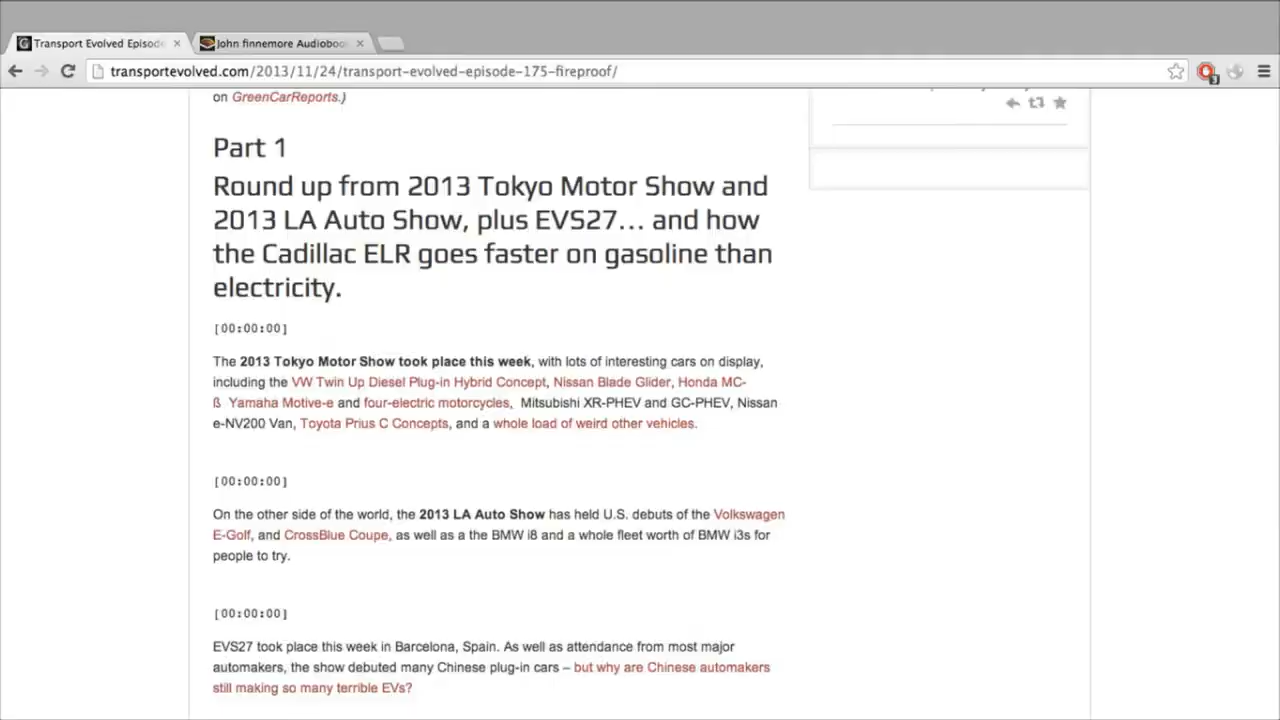 Transport Evolved Episode
John finnemore Audioboo
transportevolved.com/2013/11/24/transport-evolved-episode-175-fireproof/
3
on GreenCarReports.)
Part 1
Round up from 2013 Tokyo Motor Show and
2013 LA Auto Show, plus EVS27… and how
the Cadillac ELR goes faster on gasoline than
electricity.
[00:00:00]
The 2013 Tokyo Motor Show took place this week, with lots of interesting cars on display,
including the VW Twin Up Diesel Plug-in Hybrid Concept, Nissan Blade Glider, Honda MC-
ß Yamaha Motive-e and four-electric motorcycles, Mitsubishi XR-PHEV and GC-PHEV, Nissan
e-NV200 Van, Toyota Prius C Concepts, and a whole load of weird other vehicles.
[00:00:00]
On the other side of the world, the 2013 LA Auto Show has held U.S. debuts of the Volkswagen
E-Golf, and CrossBlue Coupe, as well as a the BMW i8 and a whole fleet worth of BMW i3s for
people to try.
[00:00:00]
EVS27 took place this week in Barcelona, Spain. As well as attendance from most major
automakers, the show debuted many Chinese plug-in cars – but why are Chinese automakers
still making so many terrible EVs?